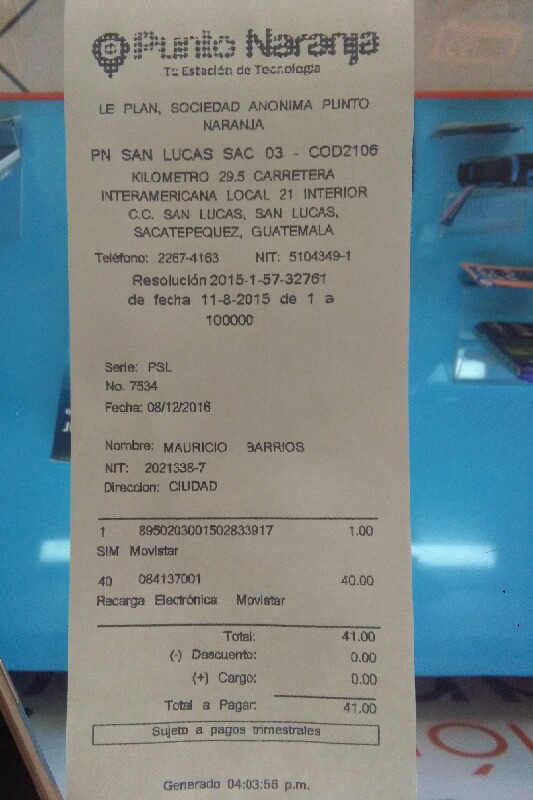 Punto Naranja
Tu Estación de Tecnología
LE PLAN, SOCIEDAD ANONIMA PUNTO
NARANJA
PN SAN LUCAS SAC 03 - COD2106
KILOMETRO 29.5 CARRETERA
INTERAMERICANA LOCAL 21 INTERIOR
C.C. SAN LUCAS, SAN LUCAS,
SACATEPEQUEZ, GUATEMALA
Teléfono: 2267-4163 NIT: 5104349-1
Resolución 2015-1-57-32761
de fecha 11-8-2015 de 1 a
100000
Serie: PSL
No. 7534
Fecha: 08/12/2016
Nombre: MAURICIO BARRIOS
NIT: 2021338-7
Direccion: CIUDAD
1 8950203001502833917 1.00
SIM Movistar
40 084137001 40.00
Recarga Electrónica Movistar
Total: 41.00
(-) Descuento: 0.00
(+) Cargo: 0.00
Total a Pagar: 41.00
Sujeto a pagos trimestrales
Generado 04:03:56 p.m.